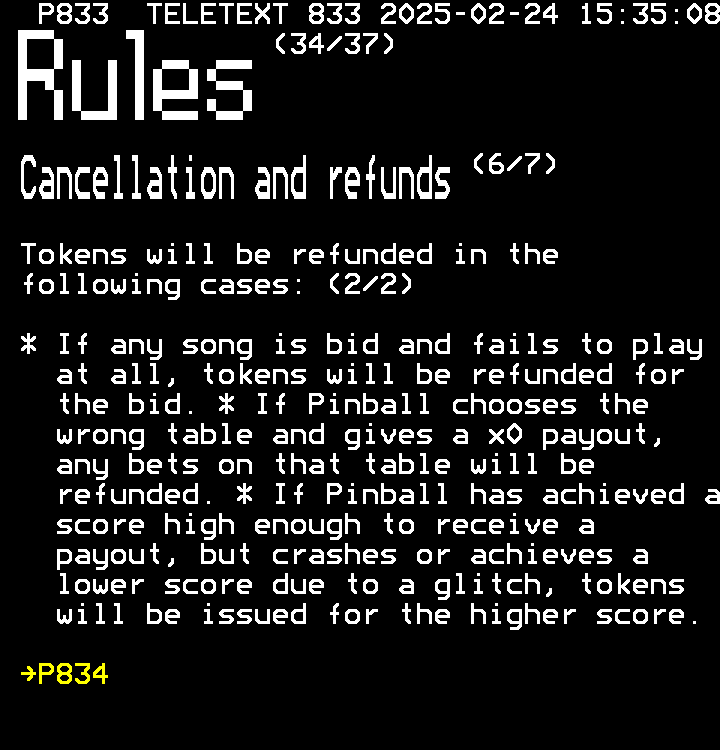 P833 TELETEXT 833 2025-02-24 15:35:08
(34/37)
Rules
Cancellation and refunds (6/7)
Tokens will be refunded in the
following cases: (2/2)
* If any song is bid and fails to play
at all, tokens will be refunded for
the bid. * If Pinball chooses the
wrong table and gives a x0 payout,
any bets on that table will be
refunded. * If Pinball has achieved a
score high enough to receive a
payout, but crashes or achieves a
lower score due to a glitch, tokens
will be issued for the higher score.
→P834